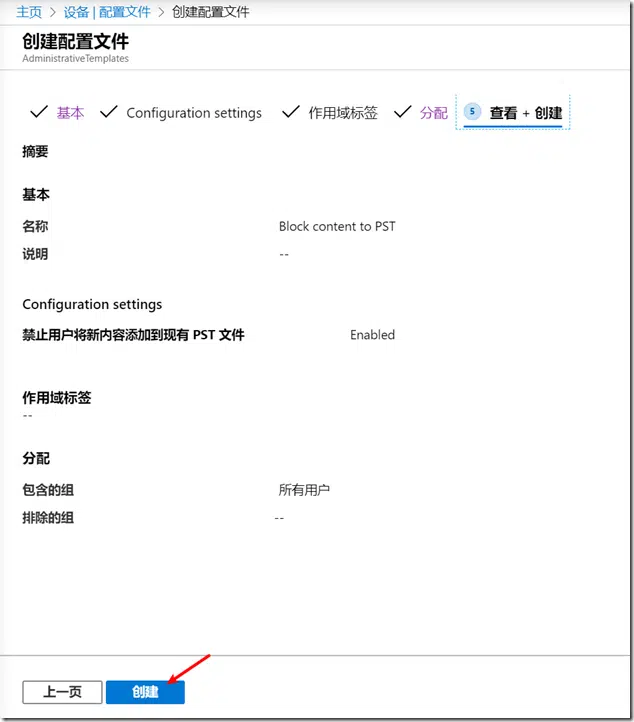 主页 > 设备 | 配置文件 > 创建配置文件
创建配置文件
AdministrativeTemplates
基本 Configuration settings 作用域标签 分配 5 查看 + 创建
摘要
基本
名称 Block content to PST
说明 --
Configuration settings
禁止用户将新内容添加到现有 PST 文件 Enabled
作用域标签
--
分配
包含的组 所有用户
排除的组 --
上一页 创建